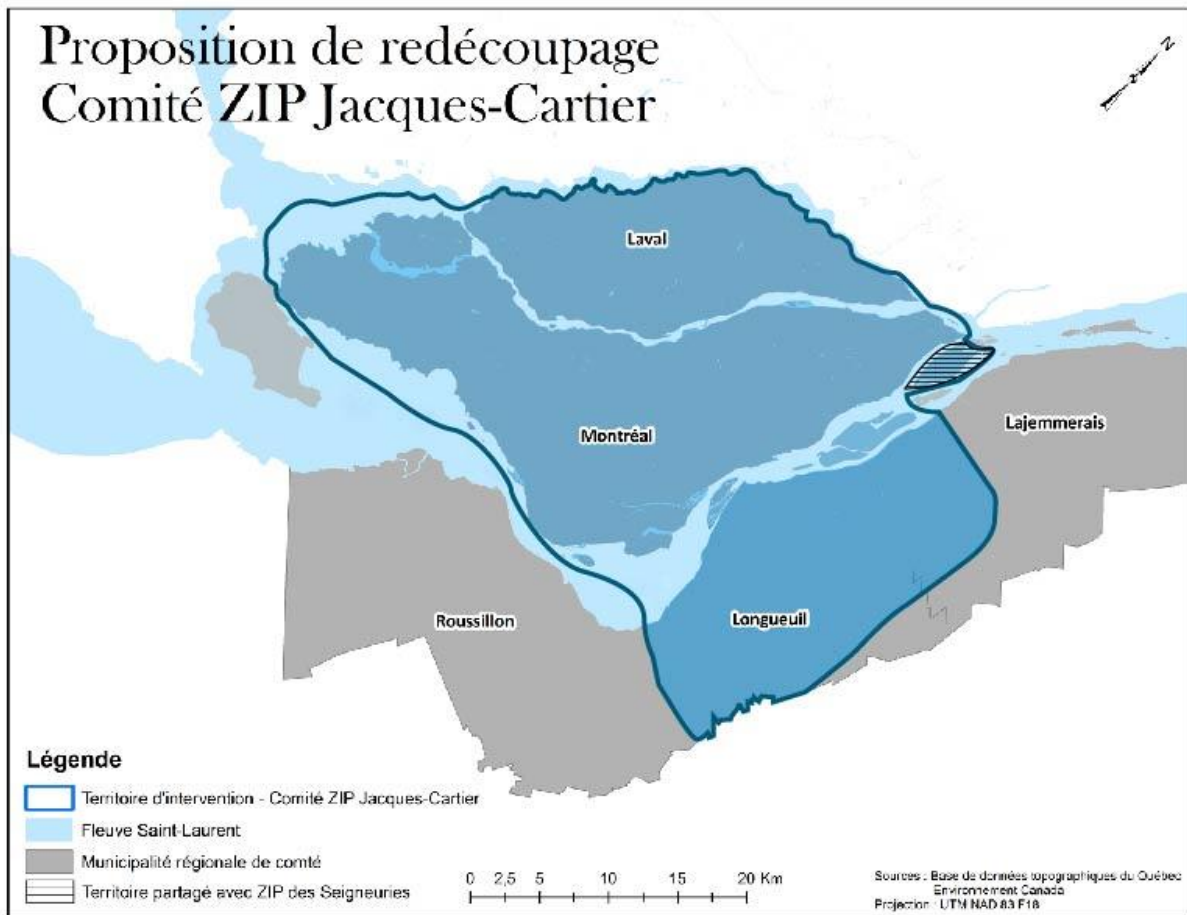 Proposition de redécoupage
Comité ZIP Jacques-Cartier
N
Laval
Montréal
Lajemmerais
Roussillon
Longueuil
Légende
Territoire d'intervention - Comité ZIP Jacques-Cartier
Fleuve Saint-Laurent
Municipalité régionale de comté
Territoire partagé avec ZIP des Seigneuries
0 2,5 5 10 15 20 Km
Sources : Base de données topographiques du Québec
Environnement Canada
Projection : UTM NAD 83 F18